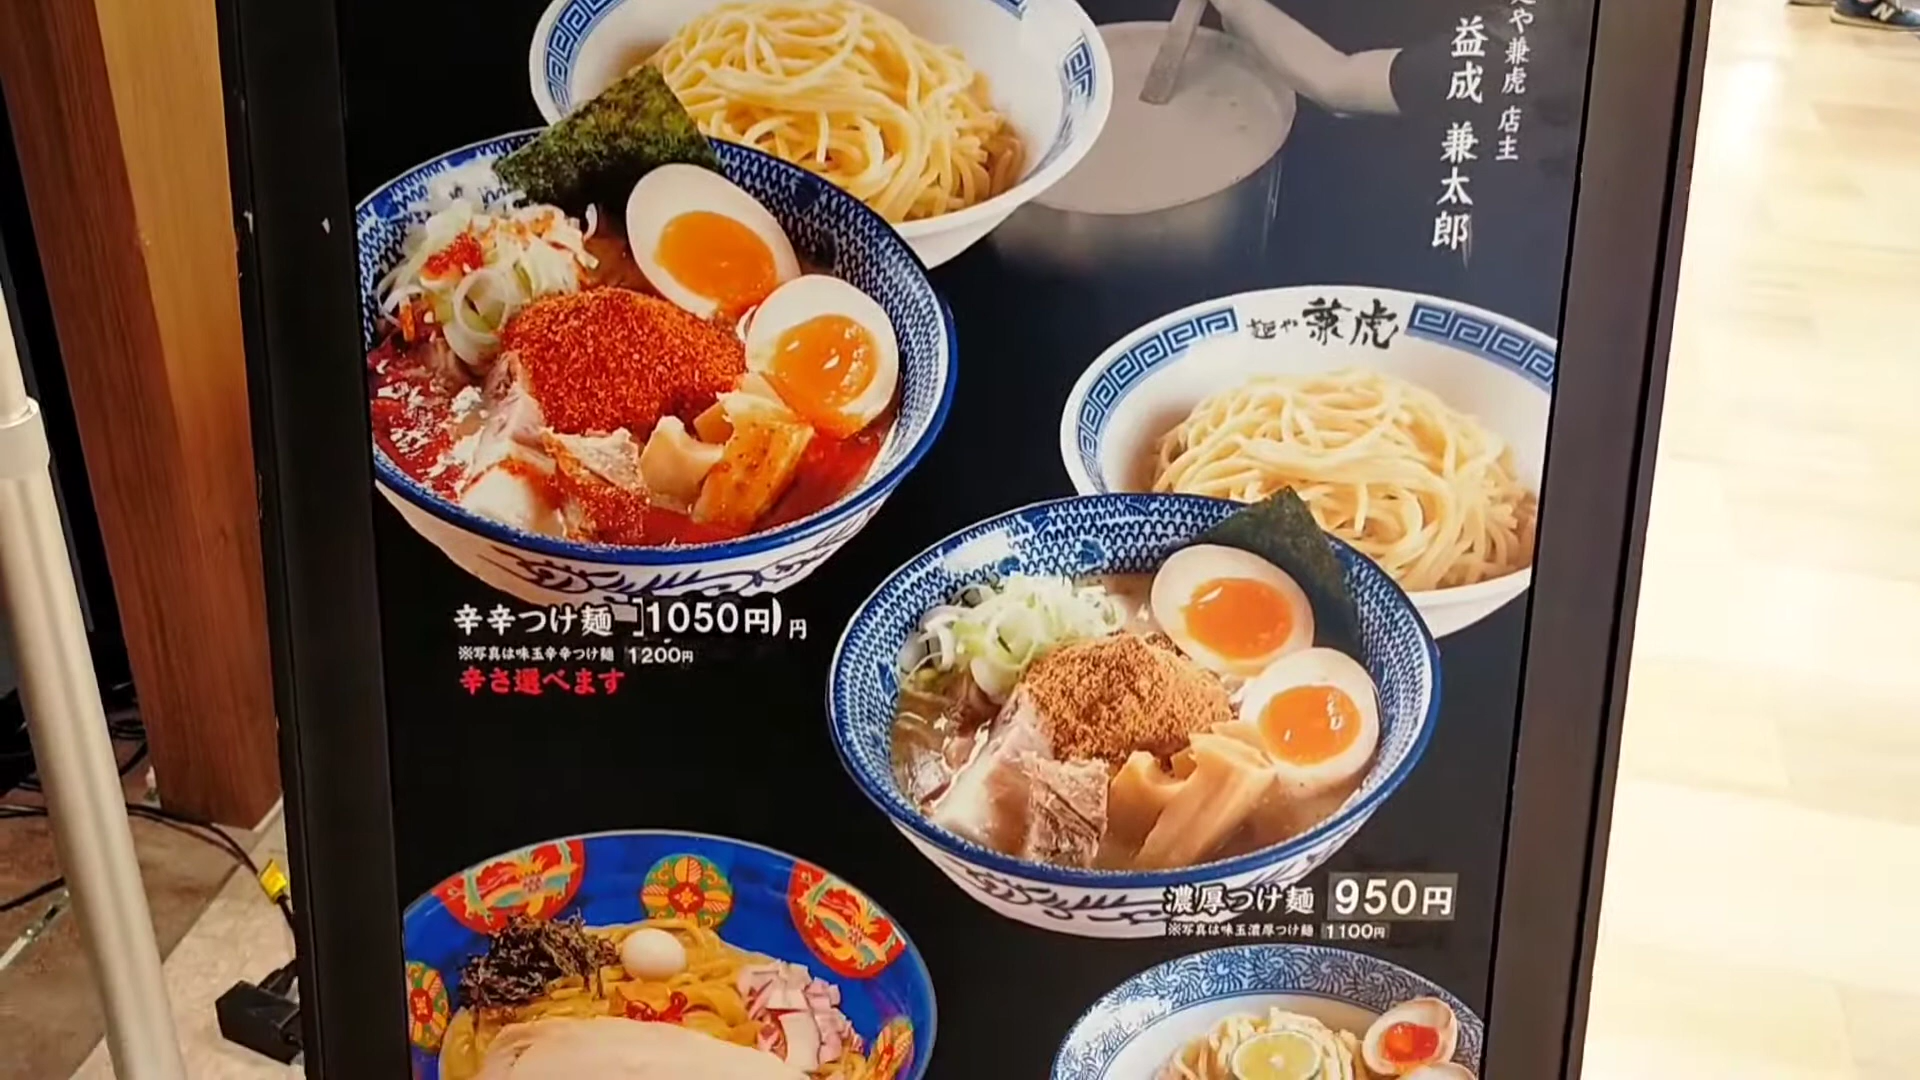 麺や兼虎 店主
益成 兼太郎
麺や 兼虎
辛辛つけ麺 1050円 円
※写真は味玉辛辛つけ麺 1200円
辛さ選べます
濃厚つけ麺 950円
※写真は味玉濃厚つけ麺 1100円
N